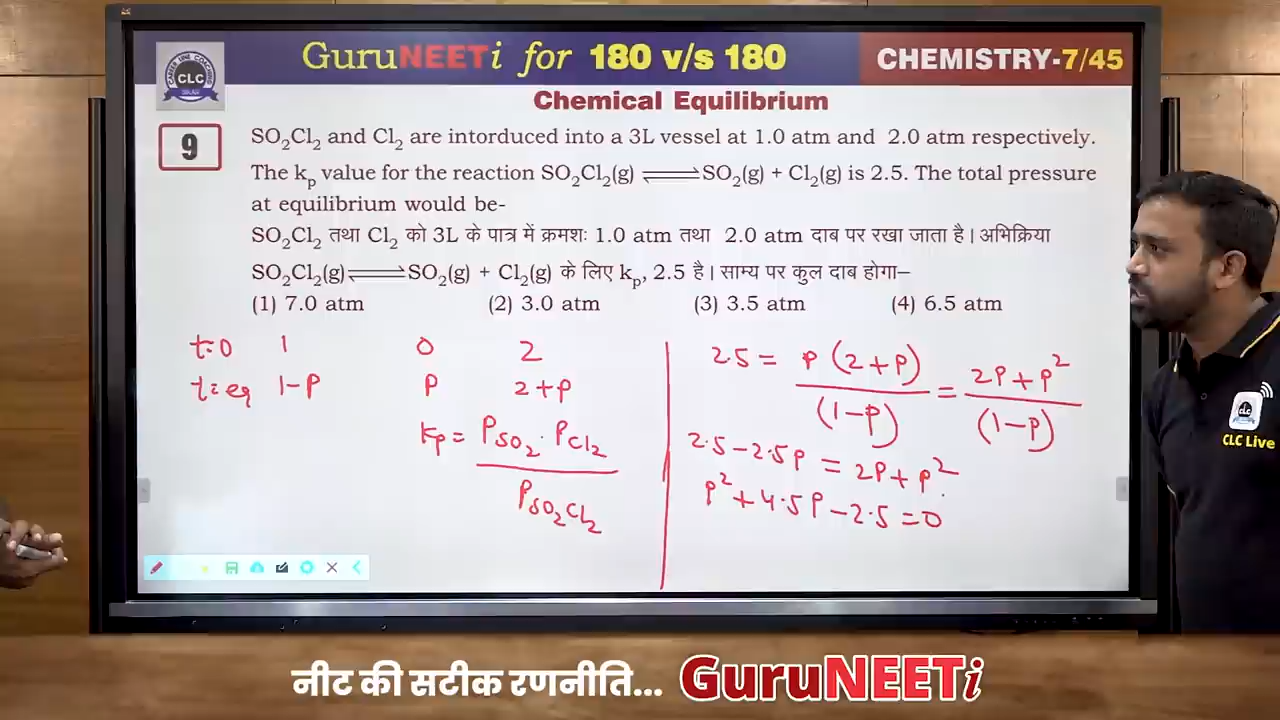 GuruNEETi for 180 v/s 180
CHEMISTRY-7/45
CLC
Chemical Equilibrium
9
SO₂Cl₂ and Cl₂ are intorduced into a 3L vessel at 1.0 atm and 2.0 atm respectively.
The kₚ value for the reaction SO₂Cl₂(g) ⇌ SO₂(g) + Cl₂(g) is 2.5. The total pressure
at equilibrium would be-
SO₂Cl₂ तथा Cl₂ को 3L के पात्र में क्रमशः 1.0 atm तथा 2.0 atm दाब पर रखा जाता है। अभिक्रिया
SO₂Cl₂(g) ⇌ SO₂(g) + Cl₂(g) के लिए kₚ, 2.5 है। साम्य पर कुल दाब होगा–
(1) 7.0 atm (2) 3.0 atm (3) 3.5 atm (4) 6.5 atm
t=0 1 0 2
t=eq 1-P P 2+P
Kp = P_SO₂ · P_Cl₂
P_SO₂Cl₂
2.5 = P(2+P) / (1-P) = 2P+P² / (1-P)
2.5-2.5P = 2P+P²
P²+4.5P-2.5=0
clc
CLC Live
नीट की सटीक रणनीति... GuruNEETi